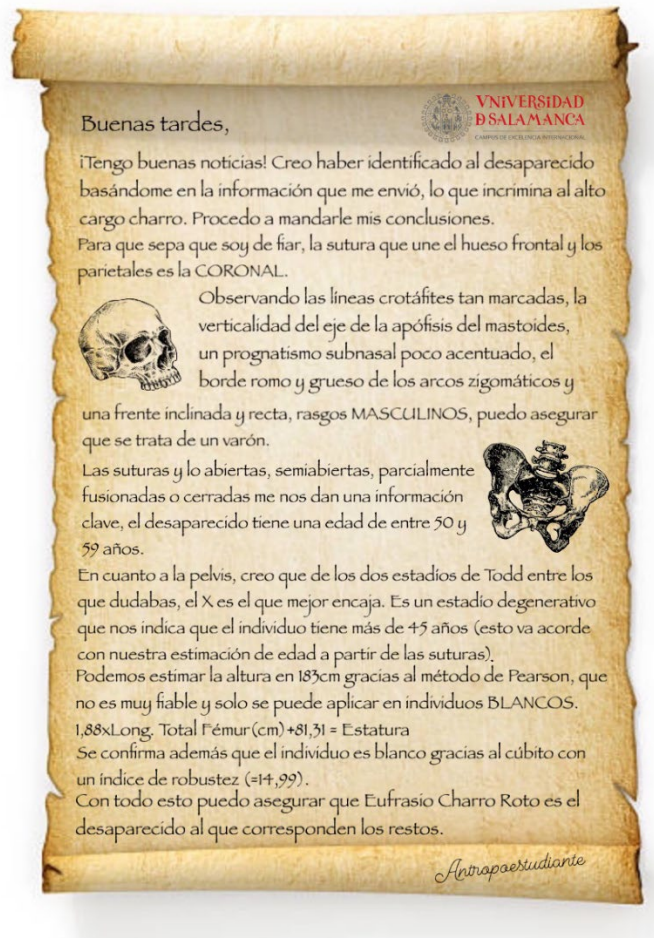 VNiVERSiDAD
D SALAMANCA
CAMPUS DE EXCELENCIA INTERNACIONAL
Buenas tardes,
¡Tengo buenas noticias! Creo haber identificado al desaparecido
basándome en la información que me envió, lo que incrimina al alto
cargo charro. Procedo a mandarle mis conclusiones.
Para que sepa que soy de fiar, la sutura que une el hueso frontal y los
parietales es la CORONAL.
Observando las líneas crotáfites tan marcadas, la
verticalidad del eje de la apófisis del mastoides,
un prognatismo subnasal poco acentuado, el
borde romo y grueso de los arcos zigomáticos y
una frente inclinada y recta, rasgos MASCULINOS, puedo asegurar
que se trata de un varón.
Las suturas y lo abiertas, semiabiertas, parcialmente
fusionadas o cerradas me nos dan una información
clave, el desaparecido tiene una edad de entre 50 y
59 años.
En cuanto a la pelvis, creo que de los dos estadíos de Todd entre los
que dudabas, el X es el que mejor encaja. Es un estadío degenerativo
que nos indica que el individuo tiene más de 45 años (esto va acorde
con nuestra estimación de edad a partir de las suturas).
Podemos estimar la altura en 183cm gracias al método de Pearson, que
no es muy fiable y solo se puede aplicar en individuos BLANCOS.
1,88xLong. Total Fémur(cm)+81,31 = Estatura
Se confirma además que el individuo es blanco gracias al cúbito con
un índice de robustez (=14,99).
Con todo esto puedo asegurar que Eufrasio Charro Roto es el
desaparecido al que corresponden los restos.
Antropoestudiante